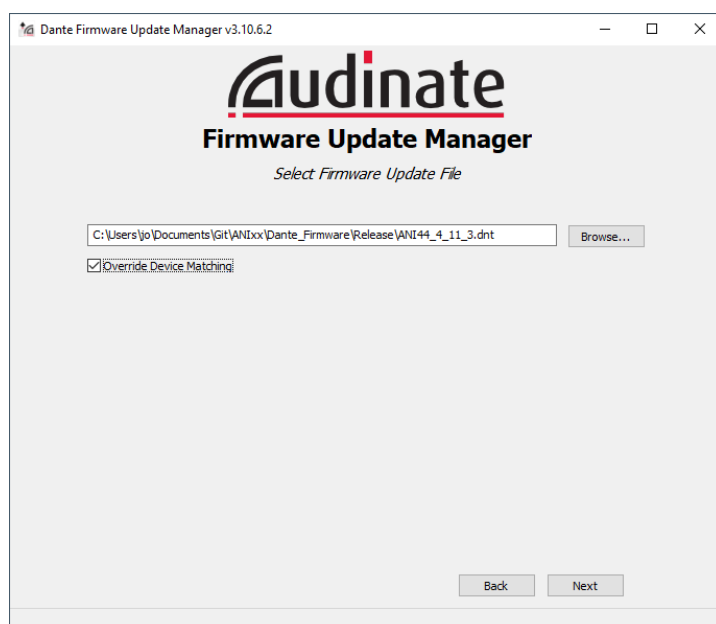 Dante Firmware Update Manager v3.10.6.2
Audinate
Firmware Update Manager
Select Firmware Update File
C:\Users\jo\Documents\Git\ANIxx\Dante_Firmware\Release\ANI44_4_11_3.dnt
Browse...
Override Device Matching
Back
Next